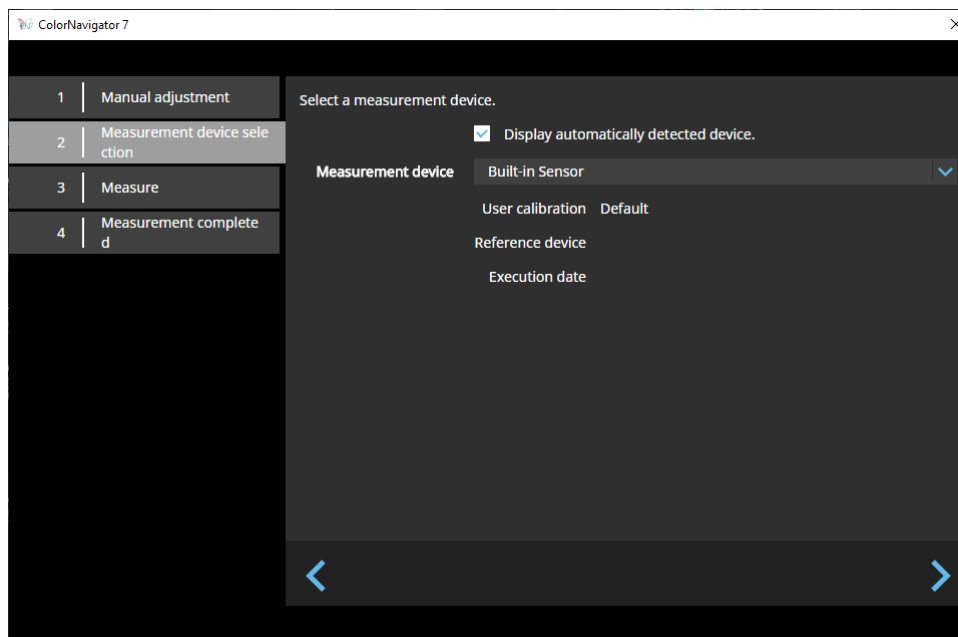 ColorNavigator 7
1 Manual adjustment
2 Measurement device sele
ction
3 Measure
4 Measurement complete
d
Select a measurement device.
Display automatically detected device.
Measurement device Built-in Sensor
User calibration Default
Reference device
Execution date